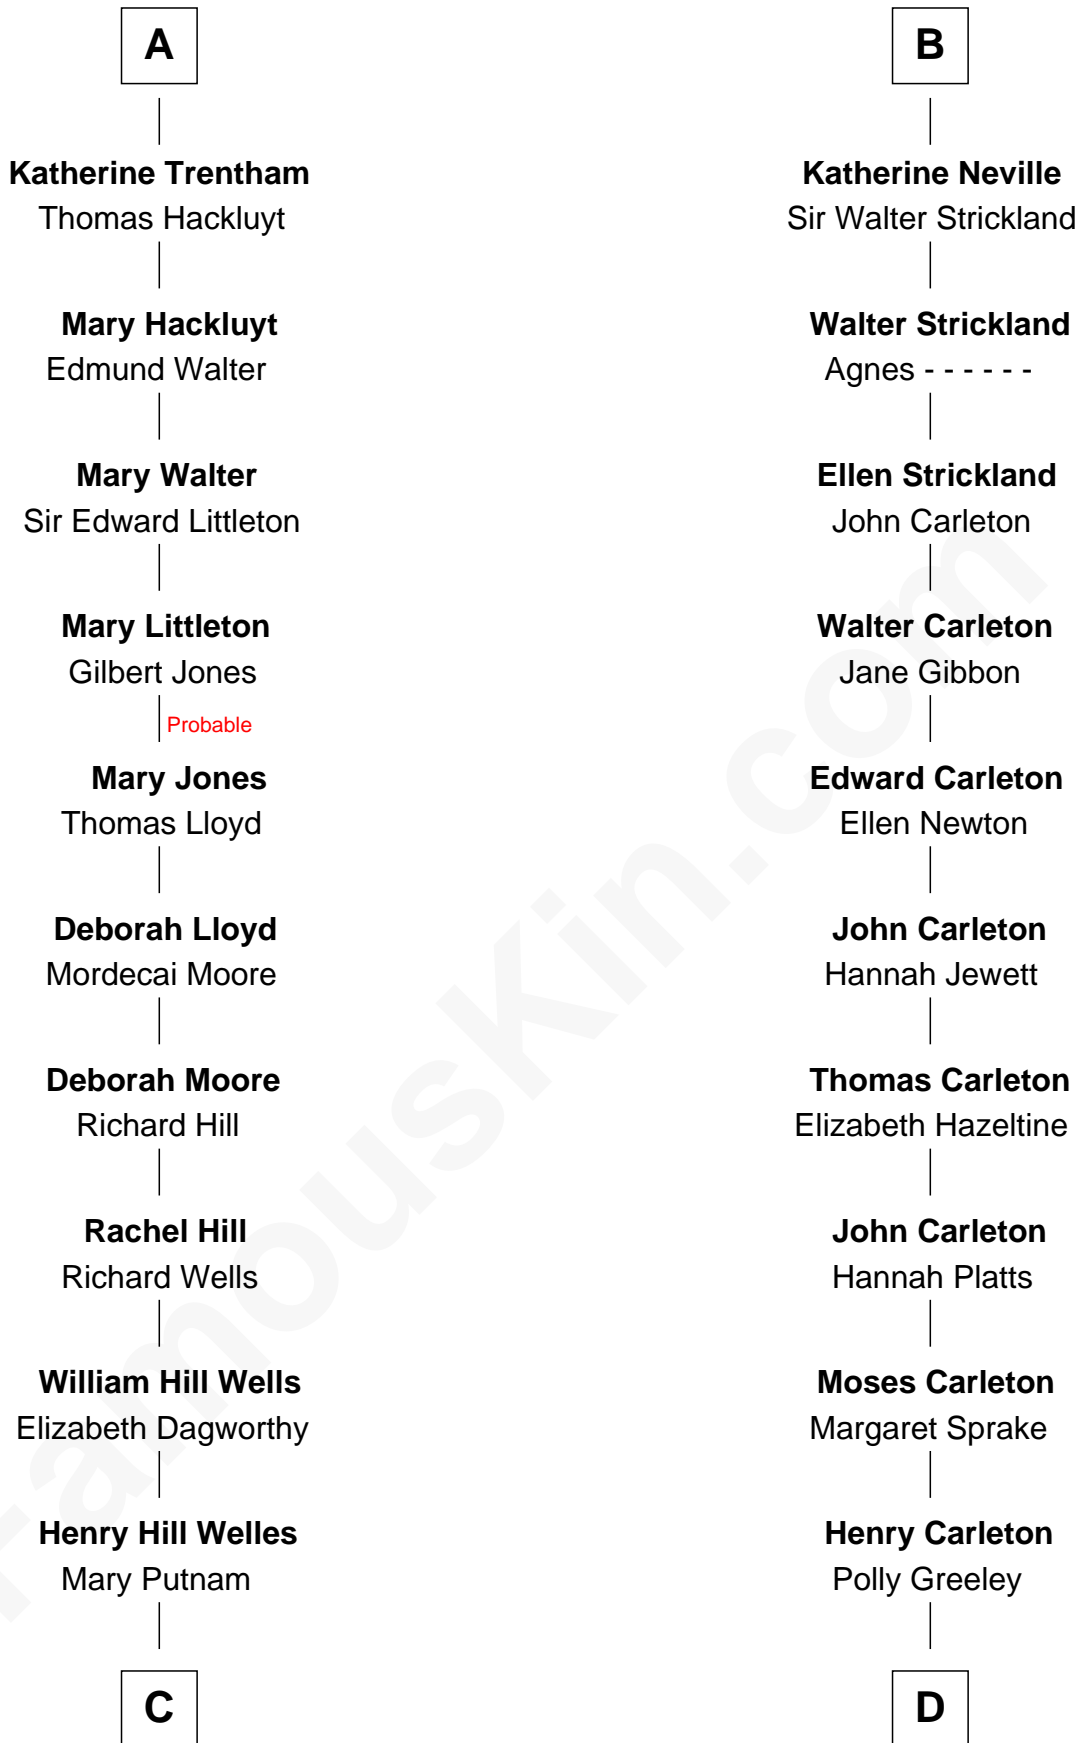 A
Katherine Trentham
Thomas Hackluyt
Mary Hackluyt
Edmund Walter
Mary Walter
Sir Edward Littleton
Mary Littleton
Gilbert Jones
Probable
Mary Jones
Thomas Lloyd
Deborah Lloyd
Mordecai Moore
Deborah Moore
Richard Hill
Rachel Hill
Richard Wells
William Hill Wells
Elizabeth Dagworthy
Henry Hill Welles
Mary Putnam
C
B
Katherine Neville
Sir Walter Strickland
Walter Strickland
Agnes - - - - - -
Ellen Strickland
John Carleton
Walter Carleton
Jane Gibbon
Edward Carleton
Ellen Newton
John Carleton
Hannah Jewett
Thomas Carleton
Elizabeth Hazeltine
John Carleton
Hannah Platts
Moses Carleton
Margaret Sprake
Henry Carleton
Polly Greeley
D
FamousKin.com